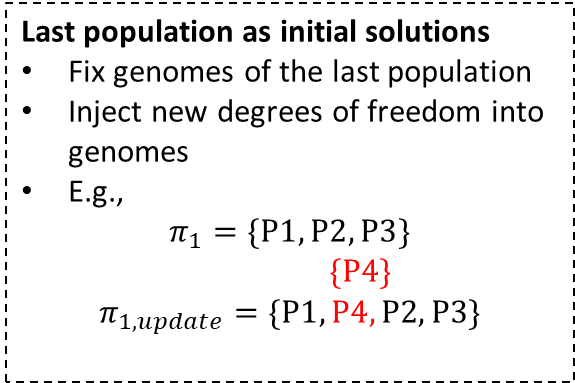 Last population as initial solutions
• Fix genomes of the last population
• Inject new degrees of freedom into
genomes
• E.g.,
𝜋₁ = {P1, P2, P3}
{P4}
𝜋₁,ᵤₚ𝒹ₐₜₑ = {P1, P4, P2, P3}